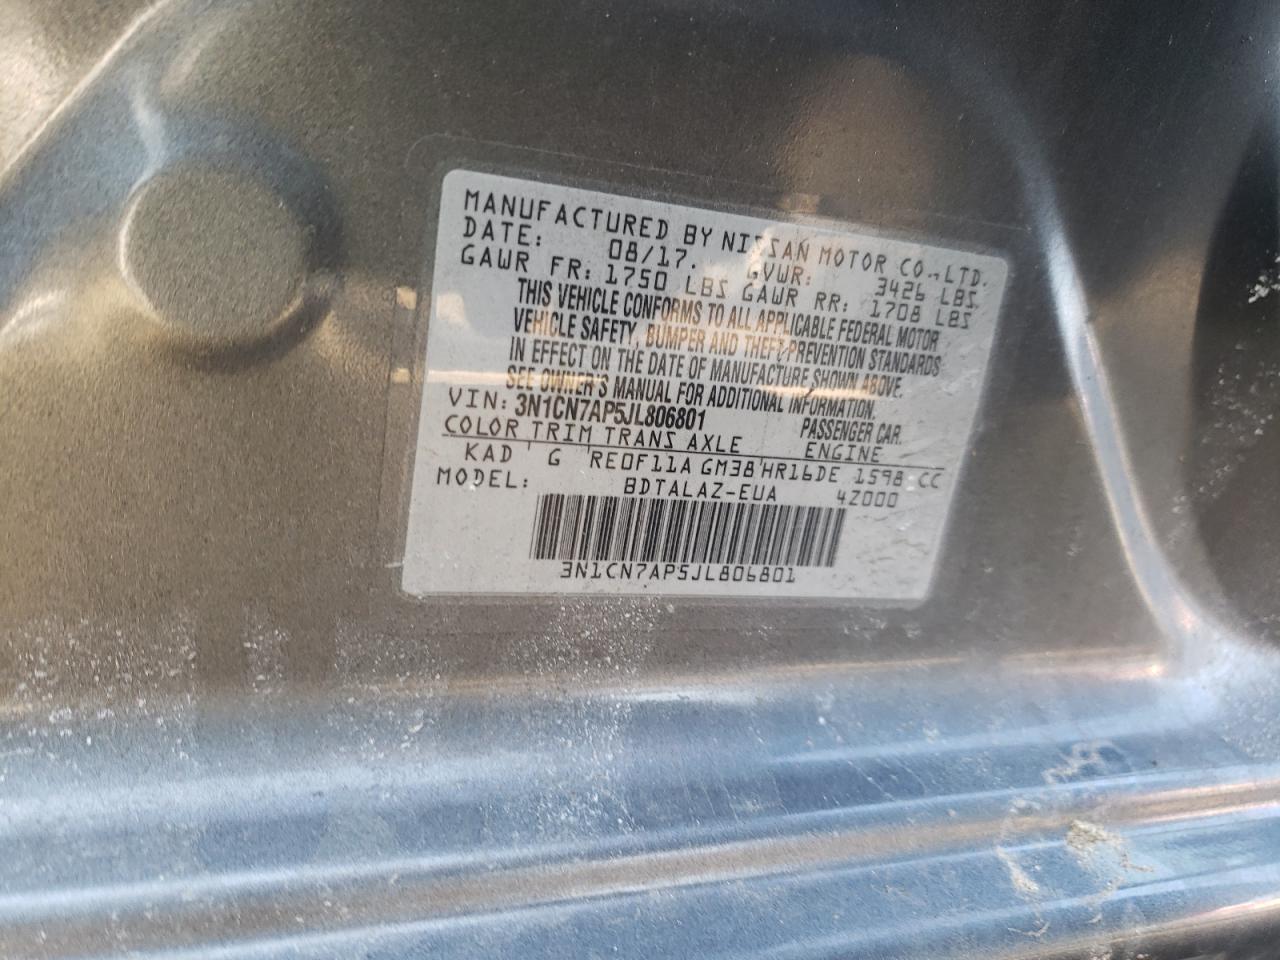 MANUFACTURED BY NISSAN MOTOR CO.,LTD.
DATE: 08/17. GVWR: 3426 LBS
GAWR FR: 1750 LBS GAWR RR: 1708 LBS
THIS VEHICLE CONFORMS TO ALL APPLICABLE FEDERAL MOTOR
VEHICLE SAFETY, BUMPER AND THEFT PREVENTION STANDARDS
IN EFFECT ON THE DATE OF MANUFACTURE SHOWN ABOVE.
SEE OWNER'S MANUAL FOR ADDITIONAL INFORMATION.
VIN: 3N1CN7AP5JL806801 PASSENGER CAR.
COLOR TRIM TRANS AXLE ENGINE
KAD G RE0F11A GM38 HR16DE 1598 CC
MODEL: BDTALAZ-EUA 4Z000
3N1CN7AP5JL806801